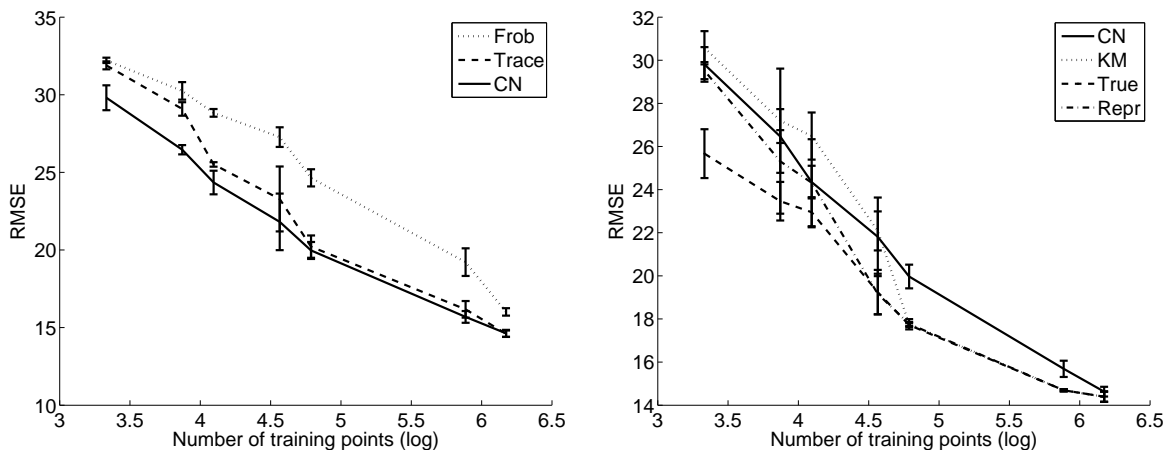 35
30
25
20
15
10
3
3.5
4
4.5
5
5.5
6
6.5
RMSE
Number of training points (log)
Frob
Trace
CN
32
30
28
26
24
22
20
18
16
14
3
3.5
4
4.5
5
5.5
6
6.5
RMSE
Number of training points (log)
CN
KM
True
Repr